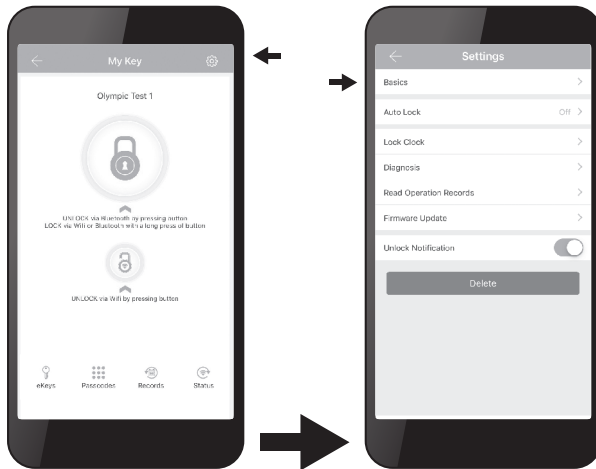 My Key
Olympic Test 1
UNLOCK via Bluetooth by pressing button
LOCK via Wifi or Bluetooth with a long press of button
UNLOCK via Wifi by pressing button
eKeys
Passcodes
Records
Status
Settings
Basics
Auto Lock
Off
Lock Clock
Diagnosis
Read Operation Records
Firmware Update
Unlock Notification
Delete